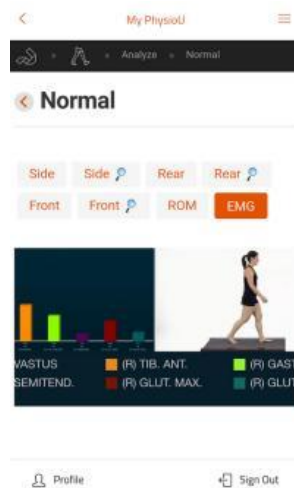 My PhysioU
Analyze
Normal
Normal
Side
Side
Rear
Rear
Front
Front
ROM
EMG
VASTUS
(R) TIB. ANT.
(R) GAST
SEMITEND.
(R) GLUT. MAX.
(R) GLUT
Profile
Sign Out